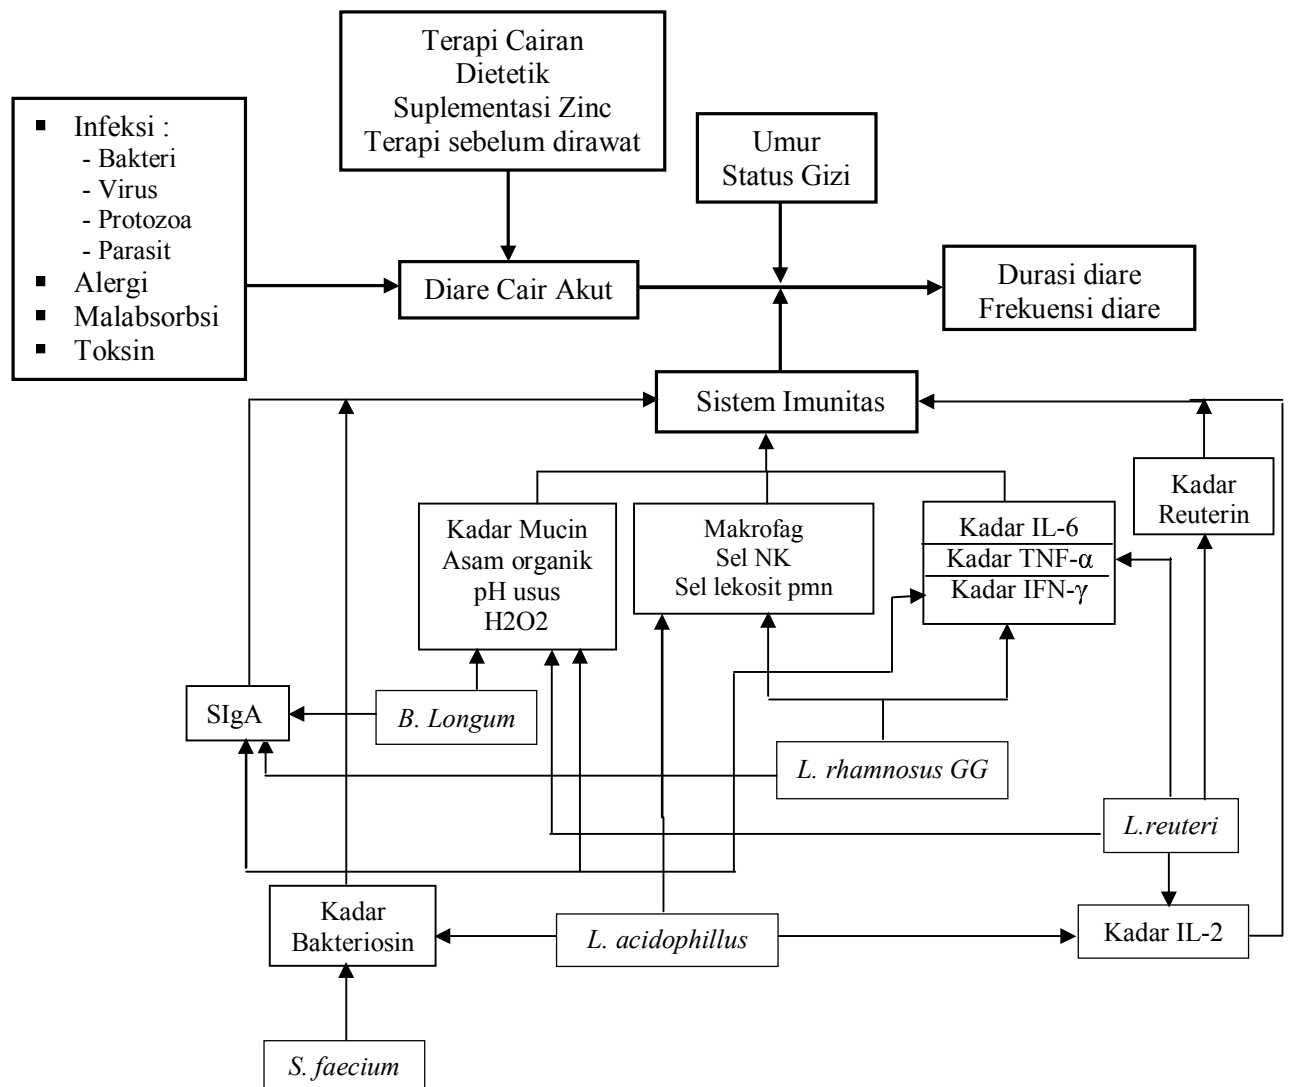 Terapi Cairan
Dietetik
Suplementasi Zinc
Terapi sebelum dirawat
▪ Infeksi :
- Bakteri
- Virus
- Protozoa
- Parasit
▪ Alergi
▪ Malabsorbsi
▪ Toksin
Umur
Status Gizi
Diare Cair Akut
Durasi diare
Frekuensi diare
Sistem Imunitas
Kadar Mucin
Asam organik
pH usus
H2O2
Makrofag
Sel NK
Sel lekosit pmn
Kadar IL-6
Kadar TNF-α
Kadar IFN-γ
Kadar
Reuterin
SIgA
B. Longum
L. rhamnosus GG
L.reuteri
Kadar
Bakteriosin
L. acidophillus
Kadar IL-2
S. faecium